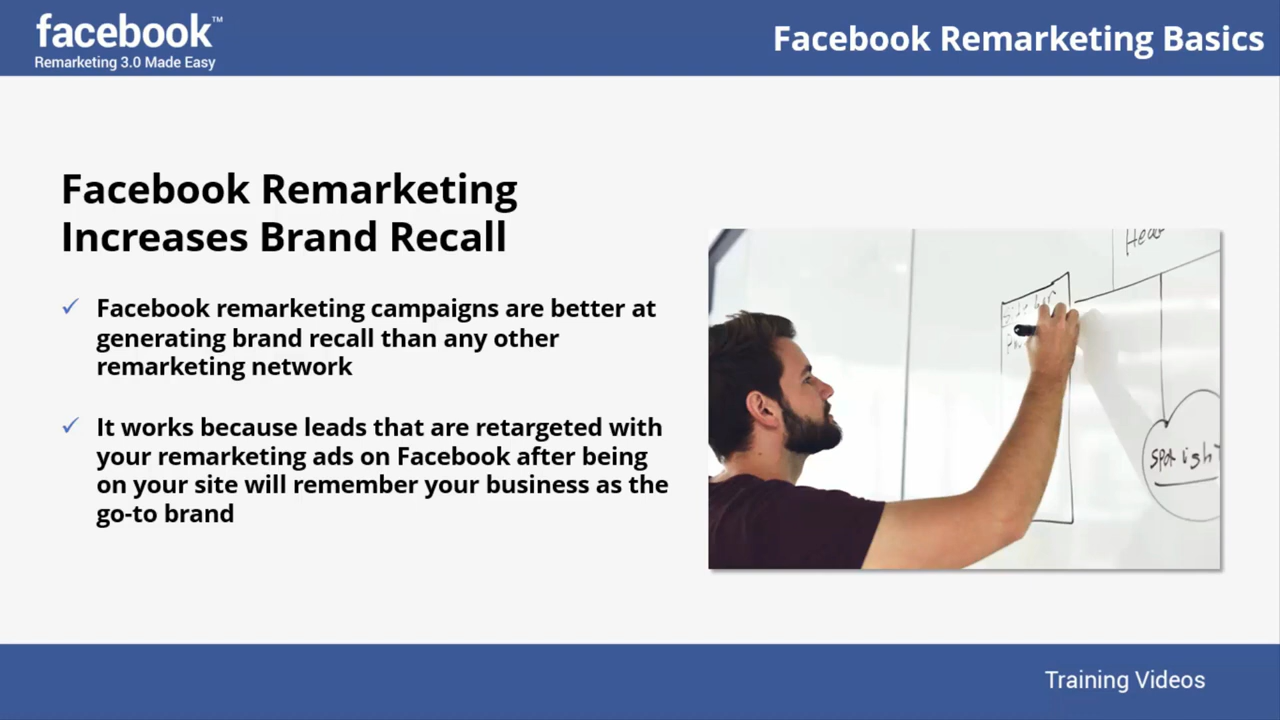 facebook™
Remarketing 3.0 Made Easy
Facebook Remarketing Basics
Facebook Remarketing
Increases Brand Recall
✓ Facebook remarketing campaigns are better at
generating brand recall than any other
remarketing network
✓ It works because leads that are retargeted with
your remarketing ads on Facebook after being
on your site will remember your business as the
go-to brand
Training Videos